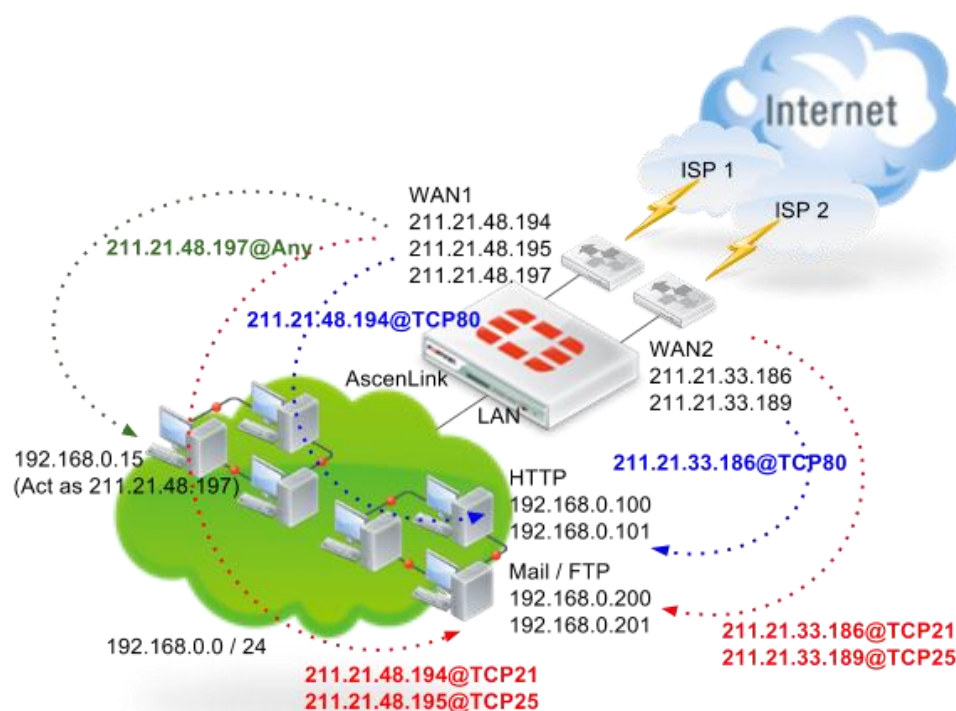 Internet
ISP 1
ISP 2
WAN1
211.21.48.194
211.21.48.195
211.21.48.197
211.21.48.197@Any
211.21.48.194@TCP80
WAN2
211.21.33.186
211.21.33.189
AscenLink
LAN
192.168.0.15
(Act as 211.21.48.197)
211.21.33.186@TCP80
HTTP
192.168.0.100
192.168.0.101
Mail / FTP
192.168.0.200
192.168.0.201
192.168.0.0 / 24
211.21.48.194@TCP21
211.21.48.195@TCP25
211.21.33.186@TCP21
211.21.33.189@TCP25